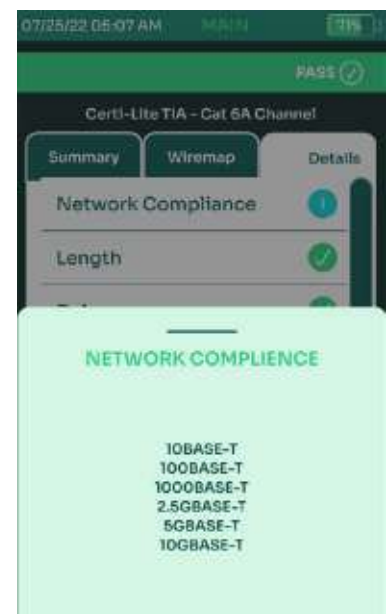 07/25/22 05:07 AM MAIN 71%
PASS
Certi-Lite TIA - Cat 6A Channel
Summary Wiremap Details
Network Compliance
Length
NETWORK COMPLIENCE
10BASE-T
100BASE-T
1000BASE-T
2.5GBASE-T
5GBASE-T
10GBASE-T